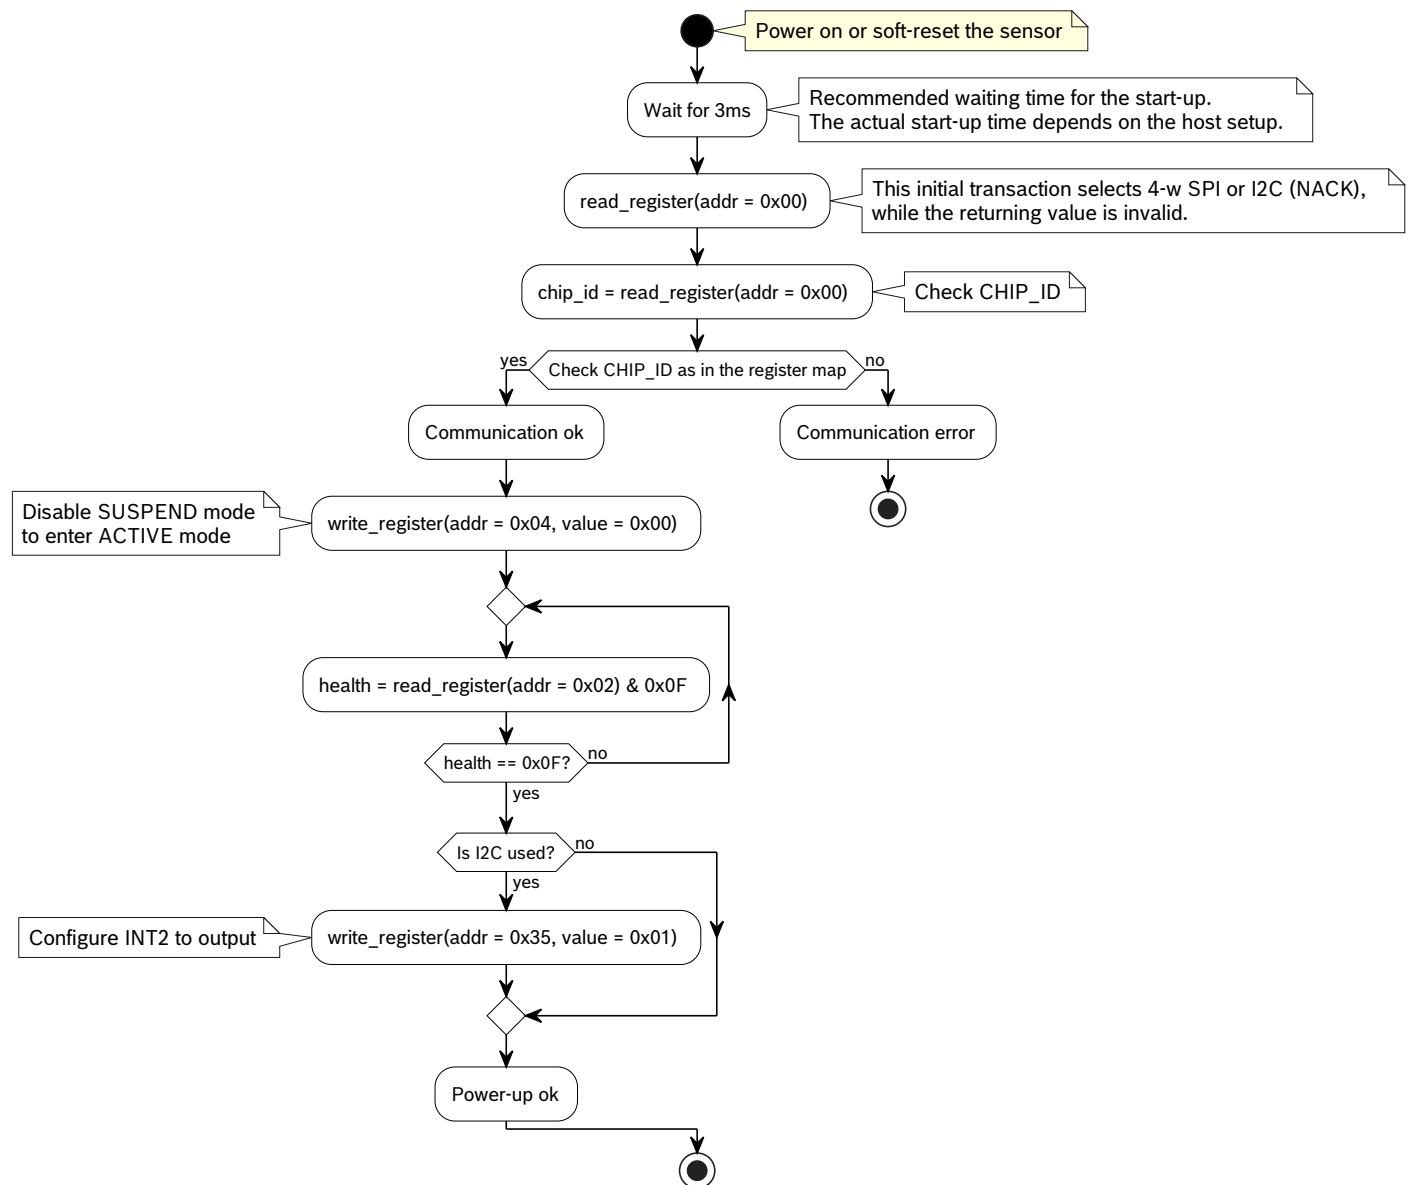 Power on or soft-reset the sensor
Wait for 3ms
Recommended waiting time for the start-up.
The actual start-up time depends on the host setup.
read_register(addr = 0x00)
This initial transaction selects 4-w SPI or I2C (NACK),
while the returning value is invalid.
chip_id = read_register(addr = 0x00)
Check CHIP_ID
yes
Check CHIP_ID as in the register map
no
Communication ok
Communication error
Disable SUSPEND mode
to enter ACTIVE mode
write_register(addr = 0x04, value = 0x00)
health = read_register(addr = 0x02) & 0x0F
health == 0x0F?
no
yes
Is I2C used?
no
yes
Configure INT2 to output
write_register(addr = 0x35, value = 0x01)
Power-up ok